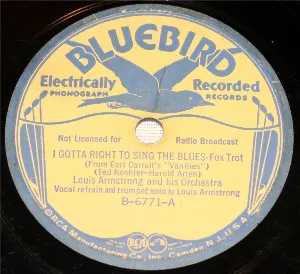 BLUEBIRD
Electrically Recorded
PHONOGRAPH RECORDS
Not Licensed for Radio Broadcast
I GOTTA RIGHT TO SING THE BLUES-Fox Trot
(From Earl Carroll's "Vanities")
(Ted Koehler-Harold Arlen)
Louis Armstrong and his Orchestra
Vocal refrain and trumpet solo by Louis Armstrong
B-6771-A
©RCA Manufacturing Co., Inc., Camden, N.J., U.S.A.